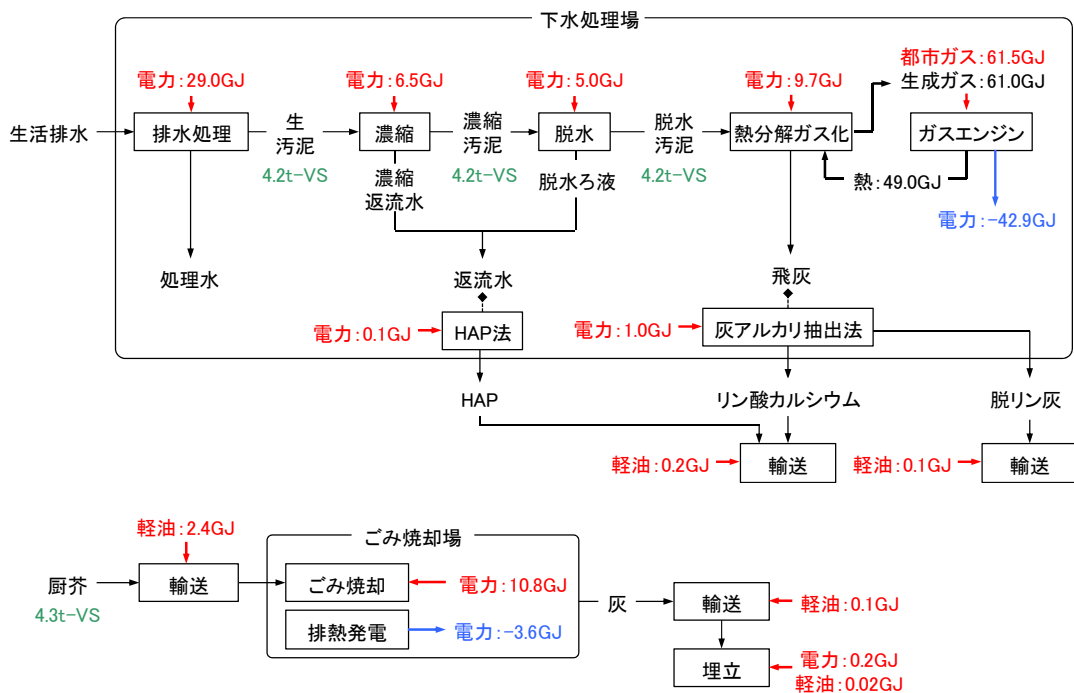 下水処理場
電力:29.0GJ
電力:6.5GJ
電力:5.0GJ
電力:9.7GJ
都市ガス:61.5GJ
生成ガス:61.0GJ
生活排水
排水処理
生
汚泥
4.2t-VS
濃縮
濃縮
汚泥
4.2t-VS
脱水
脱水
汚泥
4.2t-VS
熱分解ガス化
ガスエンジン
濃縮
返流水
脱水ろ液
熱:49.0GJ
電力:-42.9GJ
処理水
返流水
飛灰
電力:0.1GJ
HAP法
電力:1.0GJ
灰アルカリ抽出法
HAP
リン酸カルシウム
脱リン灰
軽油:0.2GJ
輸送
軽油:0.1GJ
輸送
軽油:2.4GJ
ごみ焼却場
厨芥
4.3t-VS
輸送
ごみ焼却
電力:10.8GJ
排熱発電
電力:-3.6GJ
灰
輸送
軽油:0.1GJ
埋立
電力:0.2GJ
軽油:0.02GJ